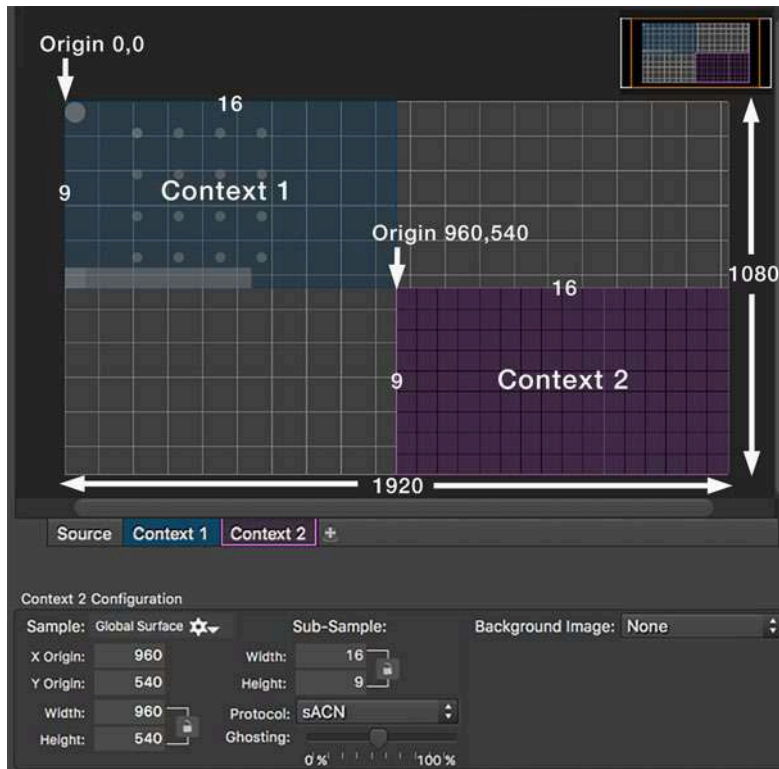 Origin 0,0
16
9
Context 1
Origin 960,540
1080
16
9
Context 2
1920
Source Context 1 Context 2 +
Context 2 Configuration
Sample: Global Surface Sub-Sample: Background Image: None
X Origin: 960 Width: 16
Y Origin: 540 Height: 9
Width: 960 Protocol: sACN
Height: 540 Ghosting:
0% 100%